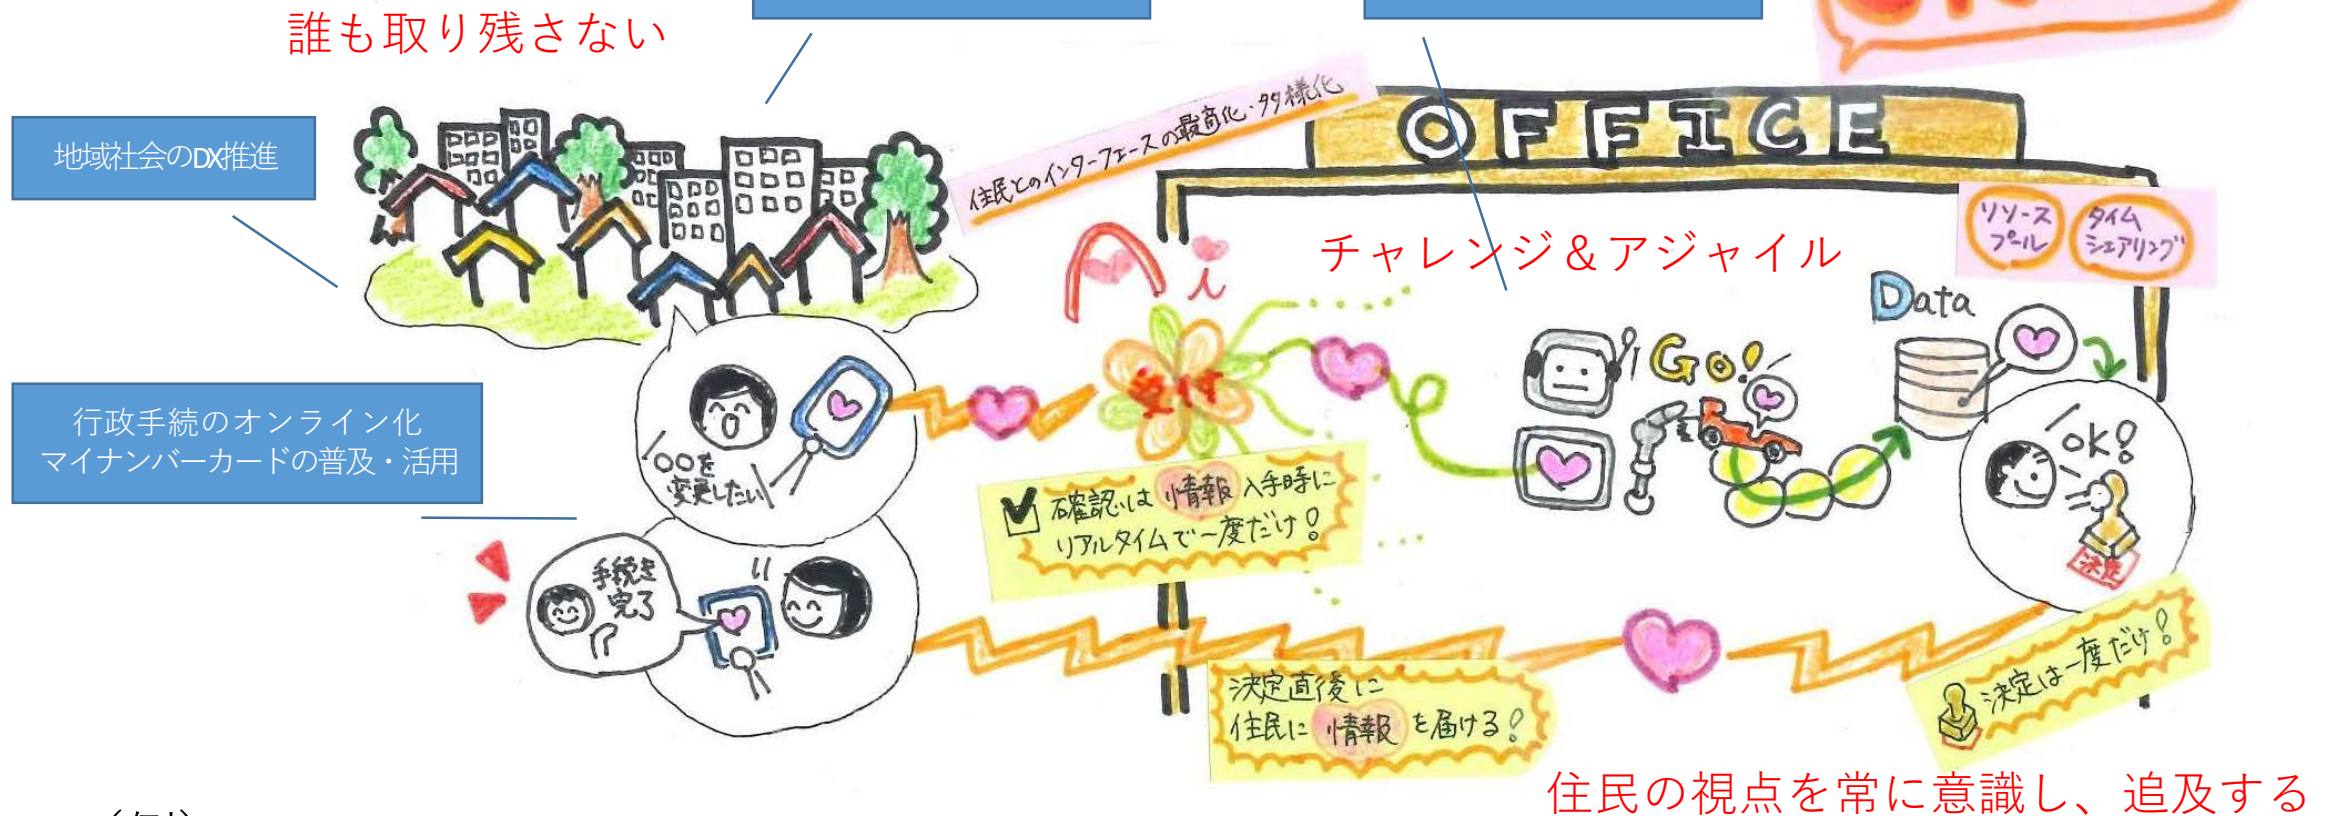 誰も取り残さない
地域社会のDX推進
住民とのインターフェースの最適化・多様化
OFFICE
リソース
プール
タイム
シェアリング
チャレンジ＆アジャイル
Ai
Data
Go!
受付
行政手続のオンライン化
マイナンバーカードの普及・活用
〇〇を
変更したい
ok!
決定
確認は情報入手時に
リアルタイムで一度だけ!
手続き
完了
決定直後に
住民に情報を届ける!
決定は一度だけ!
住民の視点を常に意識し、追及する